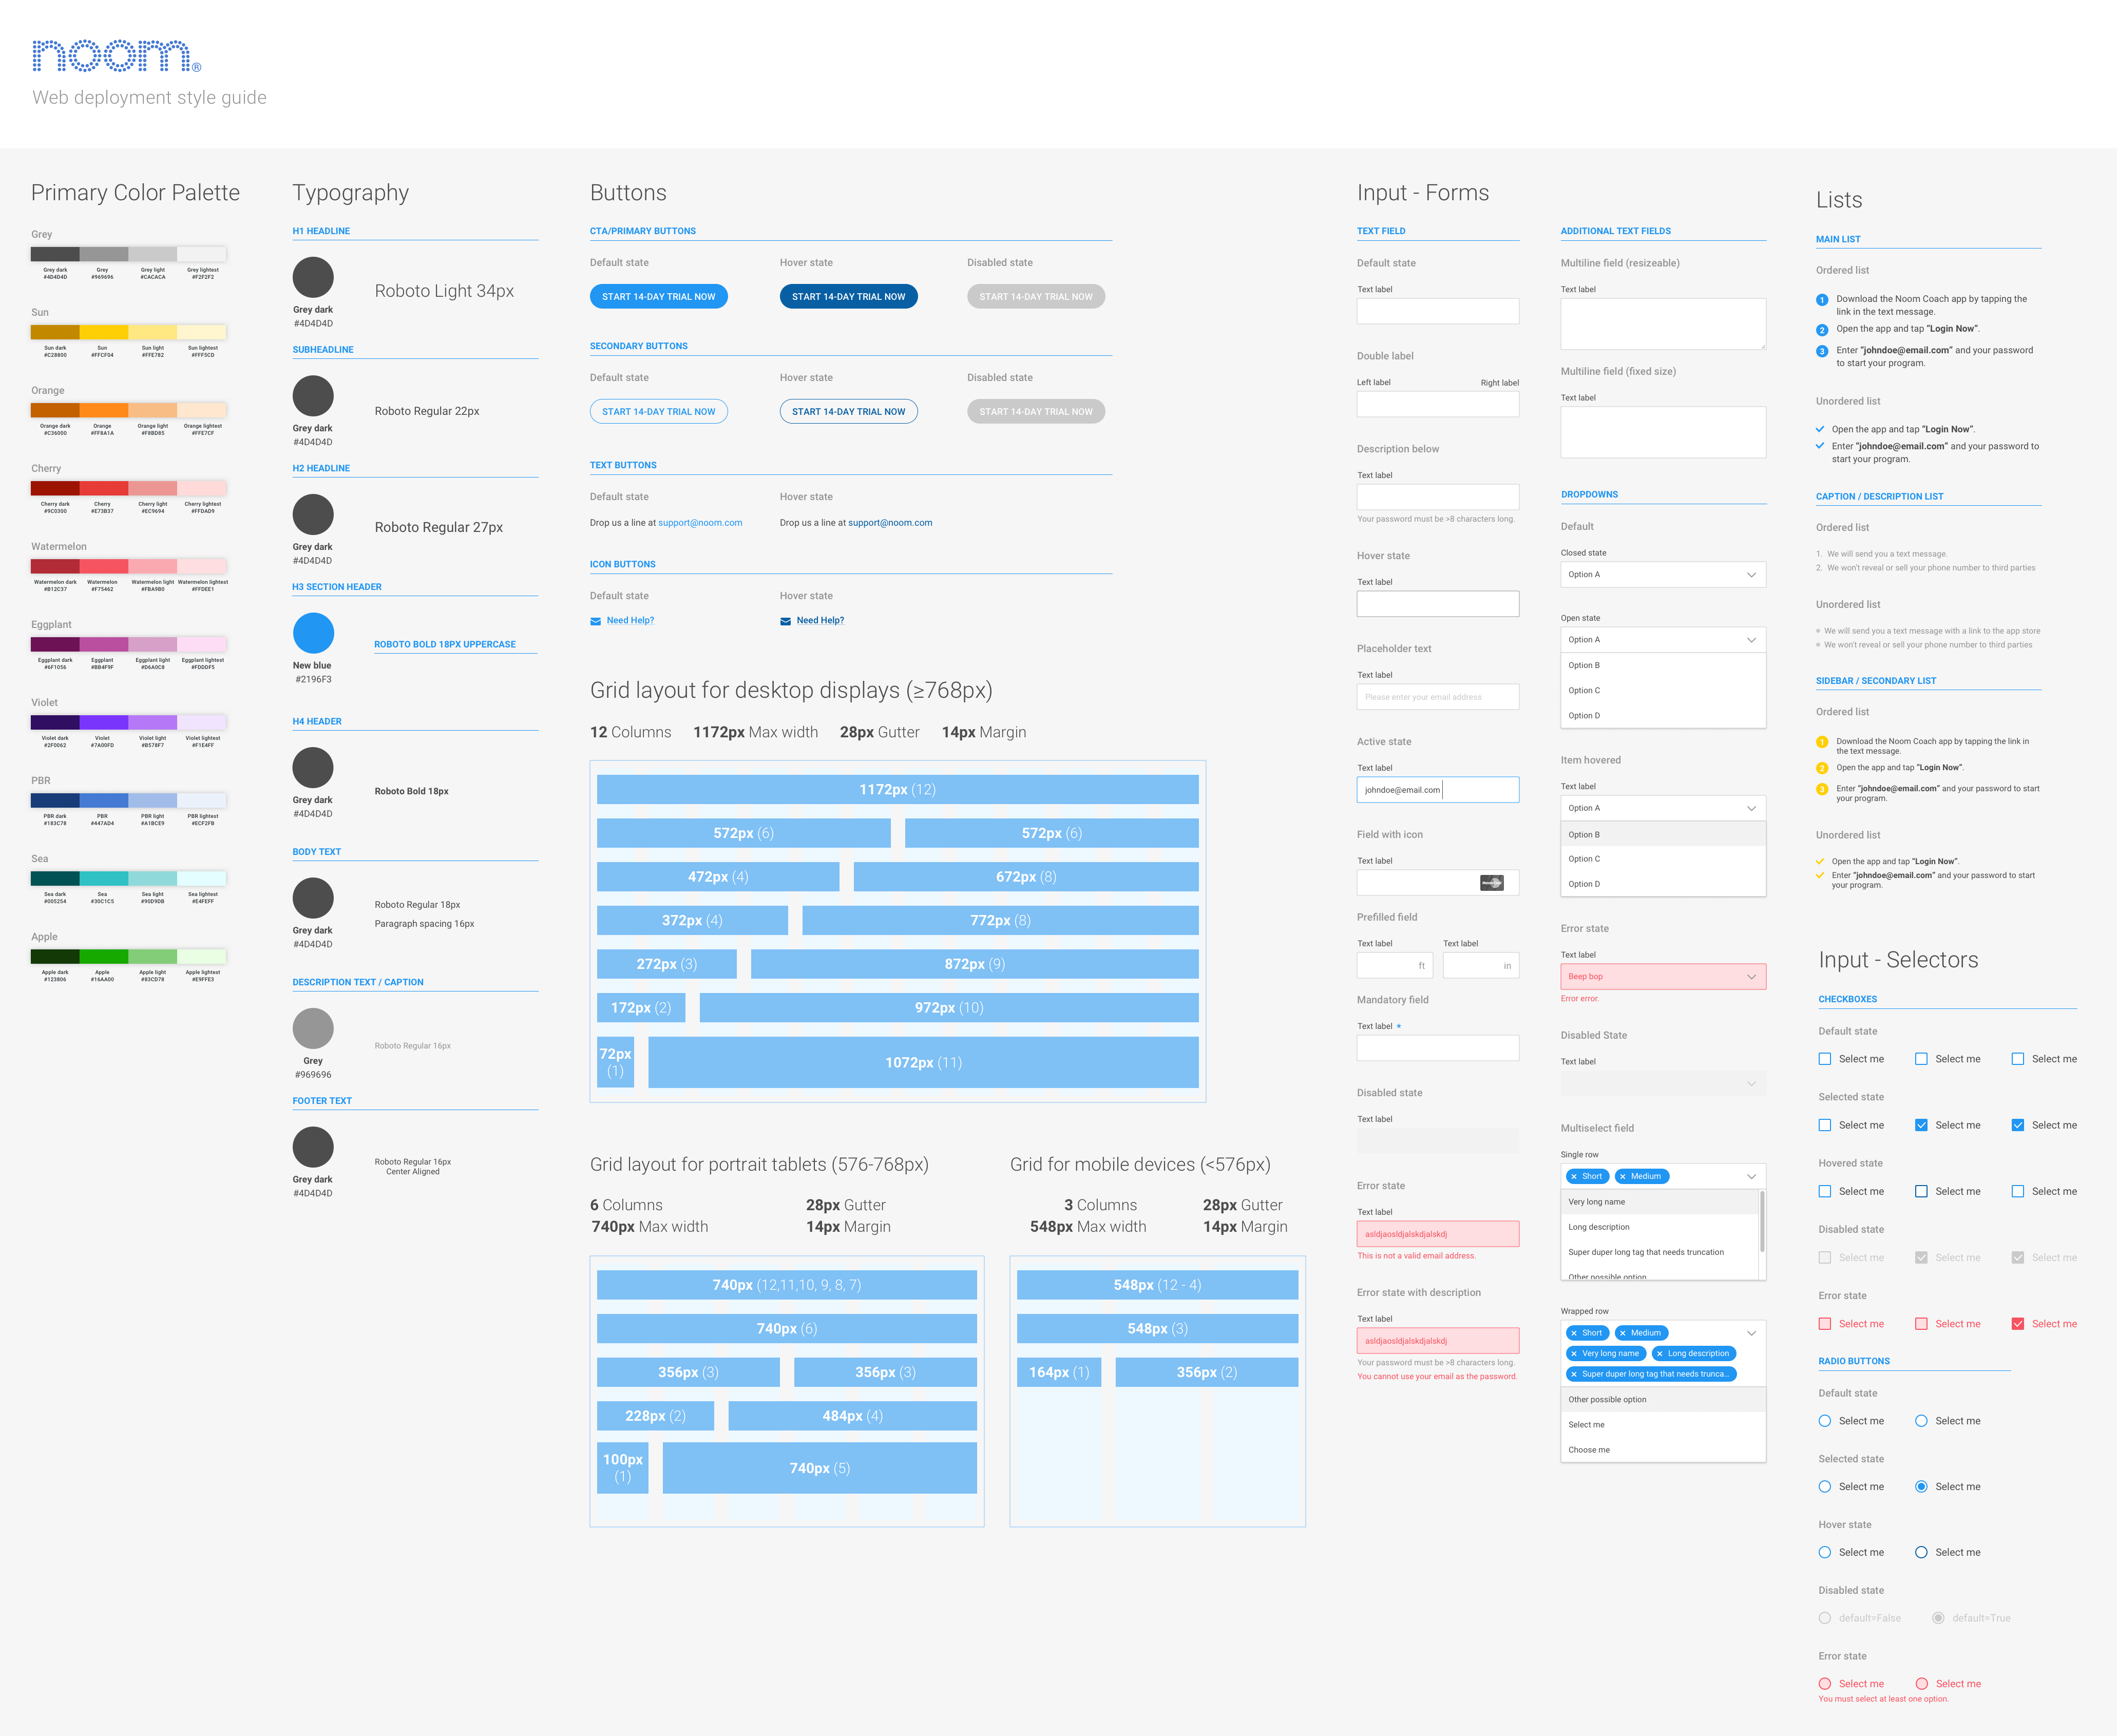 noom®
Web deployment style guide
Primary Color Palette
Grey
Grey dark Grey Grey light Grey lightest
#4D4D4D #969696 #CACACA #F2F2F2
Sun
Sun dark Sun Sun light Sun lightest
#C28800 #FFCF04 #FFE782 #FFF5CD
Orange
Orange dark Orange Orange light Orange lightest
#C36000 #FF8A1A #F8BD85 #FFE7CF
Cherry
Cherry dark Cherry Cherry light Cherry lightest
#9C0300 #E73B37 #EC9694 #FFDAD9
Watermelon
Watermelon dark Watermelon Watermelon light Watermelon lightest
#B12C37 #F75462 #FBA9B0 #FFDEE1
Eggplant
Eggplant dark Eggplant Eggplant light Eggplant lightest
#6F1056 #BB4F9F #D6A0C8 #FDDDF5
Violet
Violet dark Violet Violet light Violet lightest
#2F0062 #7A00FD #B578F7 #F1E4FF
PBR
PBR dark PBR PBR light PBR lightest
#183C78 #447AD4 #A1BCE9 #ECF2FB
Sea
Sea dark Sea Sea light Sea lightest
#005254 #30C1C5 #90D9DB #E4FEFF
Apple
Apple dark Apple Apple light Apple lightest
#123806 #16AA00 #83CD78 #E9FFE3
Typography
H1 HEADLINE
Roboto Light 34px
Grey dark
#4D4D4D
SUBHEADLINE
Roboto Regular 22px
Grey dark
#4D4D4D
H2 HEADLINE
Roboto Regular 27px
Grey dark
#4D4D4D
H3 SECTION HEADER
ROBOTO BOLD 18PX UPPERCASE
New blue
#2196F3
H4 HEADER
Roboto Bold 18px
Grey dark
#4D4D4D
BODY TEXT
Roboto Regular 18px
Paragraph spacing 16px
Grey dark
#4D4D4D
DESCRIPTION TEXT / CAPTION
Roboto Regular 16px
Grey
#969696
FOOTER TEXT
Roboto Regular 16px
Center Aligned
Grey dark
#4D4D4D
Buttons
CTA/PRIMARY BUTTONS
Default state Hover state Disabled state
START 14-DAY TRIAL NOW START 14-DAY TRIAL NOW START 14-DAY TRIAL NOW
SECONDARY BUTTONS
Default state Hover state Disabled state
START 14-DAY TRIAL NOW START 14-DAY TRIAL NOW START 14-DAY TRIAL NOW
TEXT BUTTONS
Default state Hover state
Drop us a line at support@noom.com Drop us a line at support@noom.com
ICON BUTTONS
Default state Hover state
Need Help? Need Help?
Grid layout for desktop displays (≥768px)
12 Columns 1172px Max width 28px Gutter 14px Margin
1172px (12)
572px (6) 572px (6)
472px (4) 672px (8)
372px (4) 772px (8)
272px (3) 872px (9)
172px (2) 972px (10)
72px (1) 1072px (11)
Grid layout for portrait tablets (576-768px)
6 Columns 28px Gutter
740px Max width 14px Margin
740px (12,11,10, 9, 8, 7)
740px (6)
356px (3) 356px (3)
228px (2) 484px (4)
100px (1) 740px (5)
Grid for mobile devices (<576px)
3 Columns 28px Gutter
548px Max width 14px Margin
548px (12 - 4)
548px (3)
164px (1) 356px (2)
Input - Forms
TEXT FIELD
Default state
Text label
Double label
Left label Right label
Description below
Text label
Your password must be >8 characters long.
Hover state
Text label
Placeholder text
Text label
Please enter your email address
Active state
Text label
johndoe@email.com
Field with icon
Text label
Prefilled field
Text label Text label
ft in
Mandatory field
Text label *
Disabled state
Text label
Error state
Text label
asldjaosldjalskdjalskdj
This is not a valid email address.
Error state with description
Text label
asldjaosldjalskdjalskdj
Your password must be >8 characters long.
You cannot use your email as the password.
ADDITIONAL TEXT FIELDS
Multiline field (resizeable)
Text label
Multiline field (fixed size)
Text label
DROPDOWNS
Default
Closed state
Option A
Open state
Option A
Option B
Option C
Option D
Item hovered
Text label
Option A
Option B
Option C
Option D
Error state
Text label
Beep bop
Error error.
Disabled State
Text label
Multiselect field
Single row
× Short × Medium
Very long name
Long description
Super duper long tag that needs truncation
Other possible option
Wrapped row
× Short × Medium
× Very long name × Long description
× Super duper long tag that needs trunca...
Other possible option
Select me
Choose me
Lists
MAIN LIST
Ordered list
1 Download the Noom Coach app by tapping the
link in the text message.
2 Open the app and tap “Login Now”.
3 Enter “johndoe@email.com” and your password
to start your program.
Unordered list
Open the app and tap “Login Now”.
Enter “johndoe@email.com” and your password to
start your program.
CAPTION / DESCRIPTION LIST
Ordered list
1. We will send you a text message.
2. We won't reveal or sell your phone number to third parties
Unordered list
We will send you a text message with a link to the app store
We won't reveal or sell your phone number to third parties
SIDEBAR / SECONDARY LIST
Ordered list
1 Download the Noom Coach app by tapping the link in
the text message.
2 Open the app and tap “Login Now”.
3 Enter “johndoe@email.com” and your password to start
your program.
Unordered list
Open the app and tap “Login Now”.
Enter “johndoe@email.com” and your password to start
your program.
Input - Selectors
CHECKBOXES
Default state
Select me Select me Select me
Selected state
Select me Select me Select me
Hovered state
Select me Select me Select me
Disabled state
Select me Select me Select me
Error state
Select me Select me Select me
RADIO BUTTONS
Default state
Select me Select me
Selected state
Select me Select me
Hover state
Select me Select me
Disabled state
default=False default=True
Error state
Select me Select me
You must select at least one option.